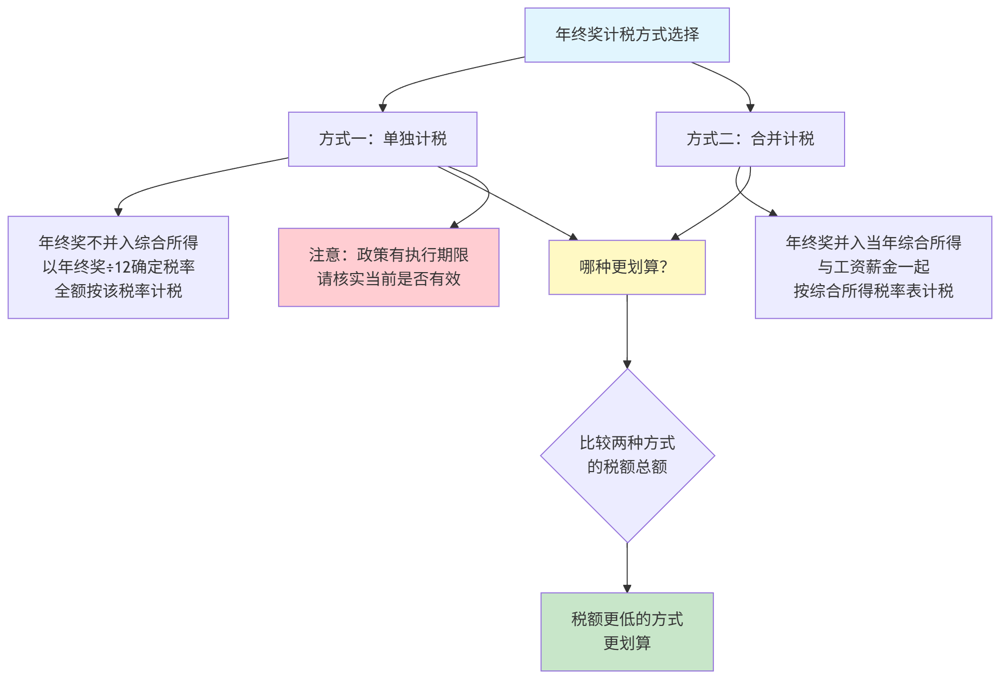 年终奖计税方式选择
方式一：单独计税
方式二：合并计税
年终奖不并入综合所得
以年终奖÷12确定税率
全额按该税率计税
注意：政策有执行期限
请核实当前是否有效
哪种更划算？
年终奖并入当年综合所得
与工资薪金一起
按综合所得税率表计税
比较两种方式
的税额总额
税额更低的方式
更划算